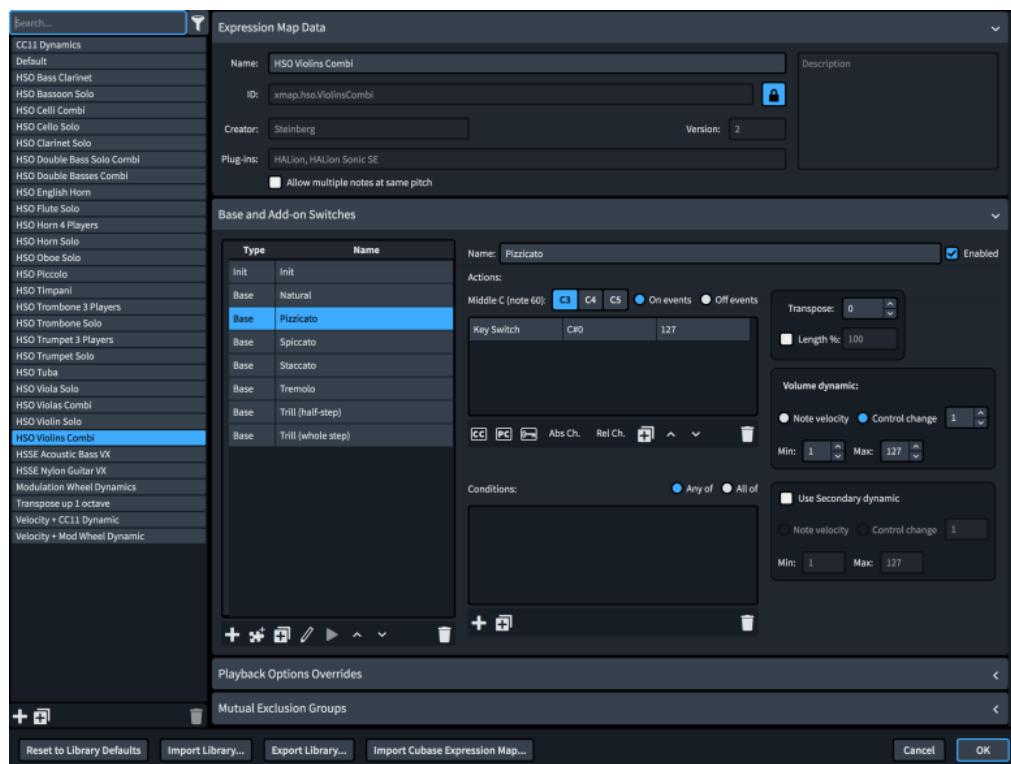 Search...
CC11 Dynamics
Default
HSO Bass Clarinet
HSO Bassoon Solo
HSO Celli Combi
HSO Cello Solo
HSO Clarinet Solo
HSO Double Bass Solo Combi
HSO Double Basses Combi
HSO English Horn
HSO Flute Solo
HSO Horn 4 Players
HSO Horn Solo
HSO Oboe Solo
HSO Piccolo
HSO Timpani
HSO Trombone 3 Players
HSO Trombone Solo
HSO Trumpet 3 Players
HSO Trumpet Solo
HSO Tuba
HSO Viola Solo
HSO Violas Combi
HSO Violin Solo
HSO Violins Combi
HSSE Acoustic Bass VX
HSSE Nylon Guitar VX
Modulation Wheel Dynamics
Transpose up 1 octave
Velocity + CC11 Dynamic
Velocity + Mod Wheel Dynamic
Expression Map Data
Name: HSO Violins Combi
Description
ID: xmap.hso.ViolinsCombi
Creator: Steinberg Version: 2
Plug-ins: HALion, HALion Sonic SE
Allow multiple notes at same pitch
Base and Add-on Switches
Type Name
Init Init
Base Natural
Base Pizzicato
Base Spiccato
Base Staccato
Base Tremolo
Base Trill (half-step)
Base Trill (whole step)
Name: Pizzicato Enabled
Actions:
Middle C (note 60): C3 C4 C5 On events Off events
Key Switch C#0 127
CC PC Abs Ch. Rel Ch.
Conditions: Any of All of
Transpose: 0
Length %: 100
Volume dynamic:
Note velocity Control change 1
Min: 1 Max: 127
Use Secondary dynamic
Note velocity Control change 1
Min: 1 Max: 127
Playback Options Overrides
Mutual Exclusion Groups
Reset to Library Defaults Import Library... Export Library... Import Cubase Expression Map... Cancel OK